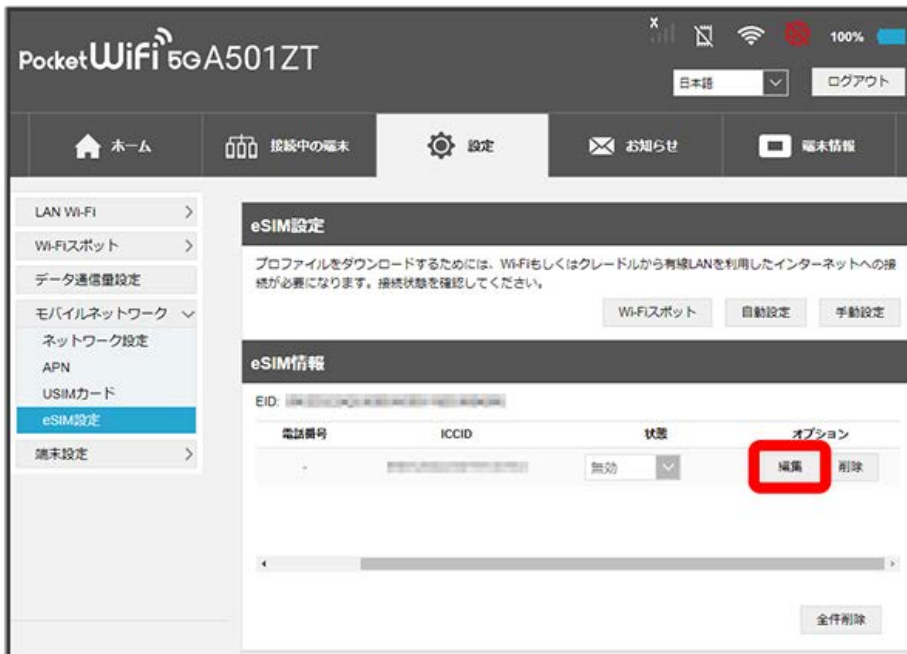 Pocket WiFi 5G A501ZT
X
100%
日本語
ログアウト
ホーム
接続中の端末
設定
お知らせ
端末情報
LAN Wi-Fi
Wi-Fiスポット
データ通信量設定
モバイルネットワーク
ネットワーク設定
APN
USIMカード
eSIM設定
端末設定
eSIM設定
プロファイルをダウンロードするためには、Wi-Fiもしくはクレードルから有線LANを利用したインターネットへの接
続が必要になります。接続状態を確認してください。
Wi-Fiスポット 自動設定 手動設定
eSIM情報
EID:
電話番号 ICCID 状態 オプション
- 無効 編集 削除
全件削除